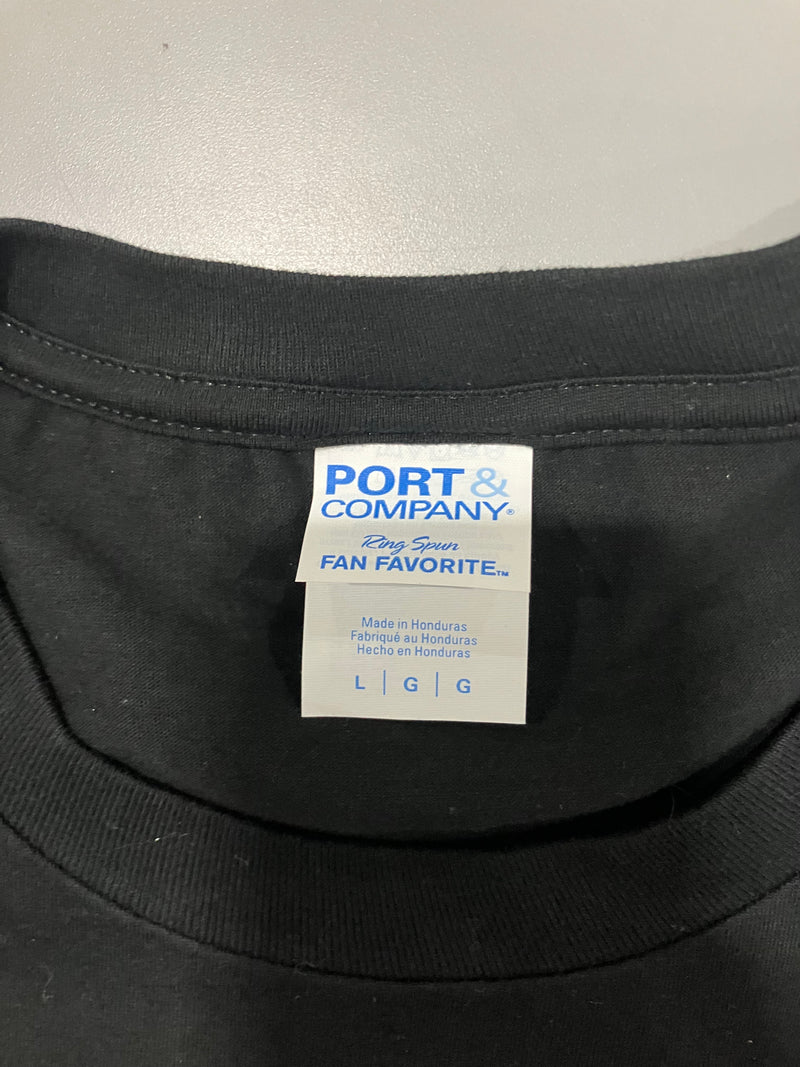 PORT &
COMPANY®
Ring Spun
FAN FAVORITE™
Made in Honduras
Fabriqué au Honduras
Hecho en Honduras
L | G | G